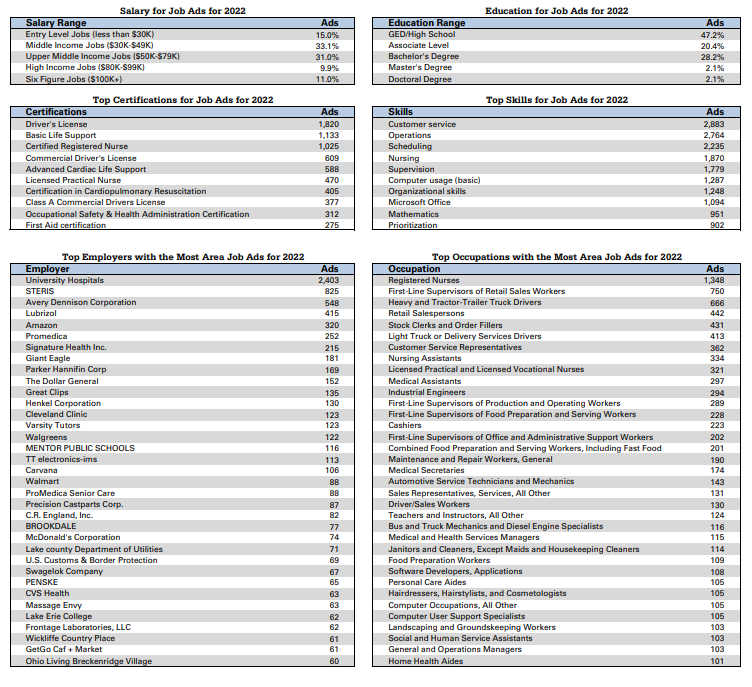 Salary for Job Ads for 2022
Salary Range Ads
Entry Level Jobs (less than $30K) 15.0%
Middle Income Jobs ($30K-$49K) 33.1%
Upper Middle Income Jobs ($50K-$79K) 31.0%
High Income Jobs ($80K-$99K) 9.9%
Six Figure Jobs ($100K+) 11.0%
Education for Job Ads for 2022
Education Range Ads
GED/High School 47.2%
Associate Level 20.4%
Bachelor's Degree 28.2%
Master's Degree 2.1%
Doctoral Degree 2.1%
Top Certifications for Job Ads for 2022
Certifications Ads
Driver's License 1,820
Basic Life Support 1,133
Certified Registered Nurse 1,025
Commercial Driver's License 609
Advanced Cardiac Life Support 588
Licensed Practical Nurse 470
Certification in Cardiopulmonary Resuscitation 405
Class A Commercial Drivers License 377
Occupational Safety & Health Administration Certification 312
First Aid certification 275
Top Skills for Job Ads for 2022
Skills Ads
Customer service 2,883
Operations 2,764
Scheduling 2,235
Nursing 1,870
Supervision 1,779
Computer usage (basic) 1,287
Organizational skills 1,248
Microsoft Office 1,094
Mathematics 951
Prioritization 902
Top Employers with the Most Area Job Ads for 2022
Employer Ads
University Hospitals 2,403
STERIS 825
Avery Dennison Corporation 548
Lubrizol 415
Amazon 320
Promedica 252
Signature Health Inc. 215
Giant Eagle 181
Parker Hannifin Corp 169
The Dollar General 152
Great Clips 135
Henkel Corporation 130
Cleveland Clinic 123
Varsity Tutors 123
Walgreens 122
MENTOR PUBLIC SCHOOLS 116
TT electronics-ims 113
Carvana 106
Walmart 88
ProMedica Senior Care 88
Precision Castparts Corp. 87
C.R. England, Inc. 82
BROOKDALE 77
McDonald's Corporation 74
Lake county Department of Utilities 71
U.S. Customs & Border Protection 69
Swagelok Company 67
PENSKE 65
CVS Health 63
Massage Envy 63
Lake Erie College 62
Frontage Laboratories, LLC 62
Wickliffe Country Place 61
GetGo Caf + Market 61
Ohio Living Breckenridge Village 60
Top Occupations with the Most Area Job Ads for 2022
Occupation Ads
Registered Nurses 1,348
First-Line Supervisors of Retail Sales Workers 750
Heavy and Tractor-Trailer Truck Drivers 666
Retail Salespersons 442
Stock Clerks and Order Fillers 431
Light Truck or Delivery Services Drivers 413
Customer Service Representatives 362
Nursing Assistants 334
Licensed Practical and Licensed Vocational Nurses 321
Medical Assistants 297
Industrial Engineers 294
First-Line Supervisors of Production and Operating Workers 289
First-Line Supervisors of Food Preparation and Serving Workers 228
Cashiers 223
First-Line Supervisors of Office and Administrative Support Workers 202
Combined Food Preparation and Serving Workers, Including Fast Food 201
Maintenance and Repair Workers, General 190
Medical Secretaries 174
Automotive Service Technicians and Mechanics 143
Sales Representatives, Services, All Other 131
Driver/Sales Workers 130
Teachers and Instructors, All Other 124
Bus and Truck Mechanics and Diesel Engine Specialists 116
Medical and Health Services Managers 115
Janitors and Cleaners, Except Maids and Housekeeping Cleaners 114
Food Preparation Workers 109
Software Developers, Applications 108
Personal Care Aides 105
Hairdressers, Hairstylists, and Cosmetologists 105
Computer Occupations, All Other 105
Computer User Support Specialists 105
Landscaping and Groundskeeping Workers 103
Social and Human Service Assistants 103
General and Operations Managers 103
Home Health Aides 101